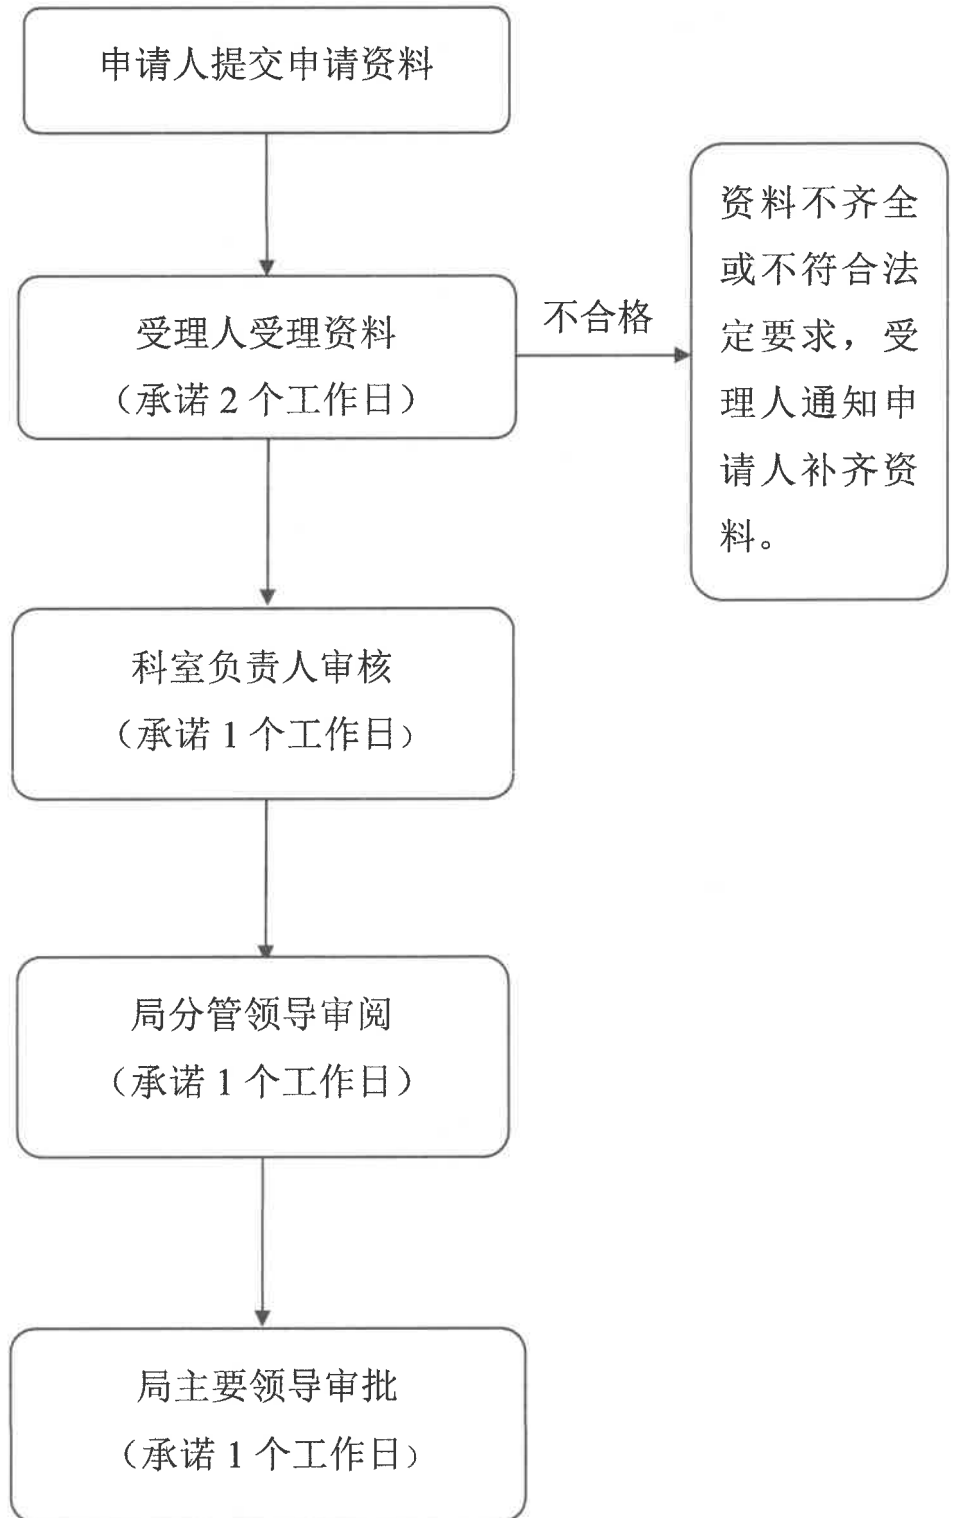 申请人提交申请资料
受理人受理资料
（承诺 2 个工作日）
不合格
资料不齐全
或不符合法
定要求，受
理人通知申
请人补齐资
料。
科室负责人审核
（承诺 1 个工作日）
局分管领导审阅
（承诺 1 个工作日）
局主要领导审批
（承诺 1 个工作日）